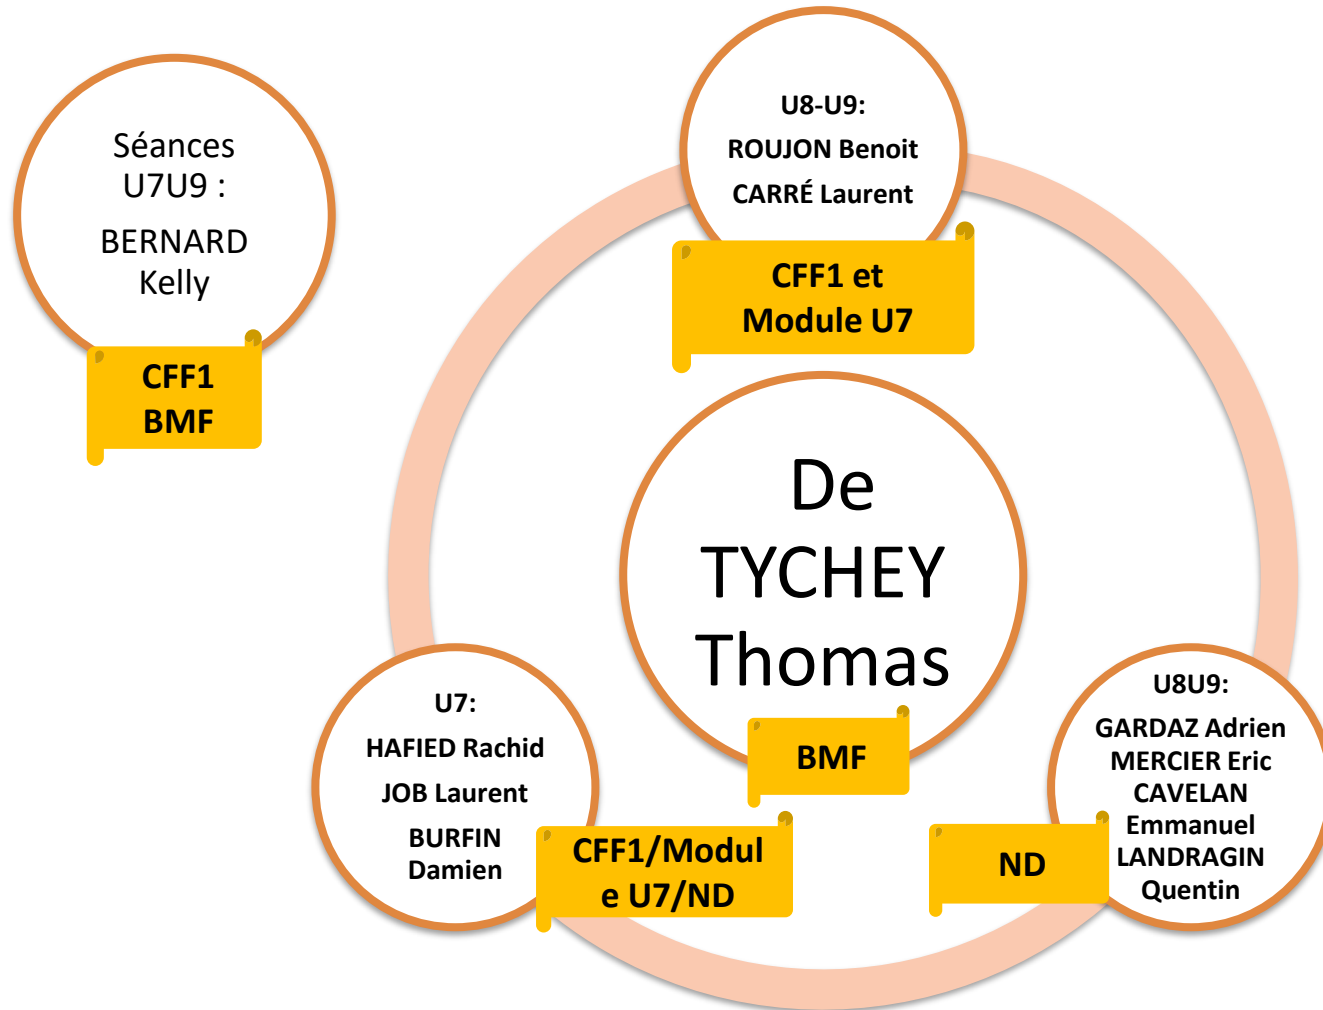 Séances
U7U9 :
BERNARD
Kelly
CFF1
BMF
U8-U9:
ROUJON Benoit
CARRÉ Laurent
CFF1 et
Module U7
De
TYCHEY
Thomas
BMF
U7:
HAFIED Rachid
JOB Laurent
BURFIN
Damien
CFF1/Modul
e U7/ND
U8U9:
GARDAZ Adrien
MERCIER Eric
CAVELAN
Emmanuel
LANDRAGIN
Quentin
ND